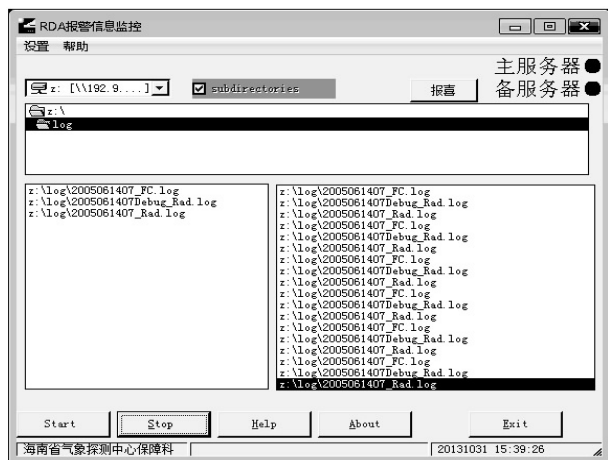 RDA报警信息监控
设置 帮助
主服务器
z: [\\192.9....] subdirectories 报喜 备服务器
z:\
log
z:\log\2005061407_FC.log
z:\log\2005061407Debug_Rad.log
z:\log\2005061407_Rad.log
z:\log\2005061407_FC.log
z:\log\2005061407Debug_Rad.log
z:\log\2005061407_Rad.log
z:\log\2005061407_FC.log
z:\log\2005061407Debug_Rad.log
z:\log\2005061407_Rad.log
z:\log\2005061407_FC.log
z:\log\2005061407Debug_Rad.log
z:\log\2005061407_Rad.log
z:\log\2005061407_FC.log
z:\log\2005061407Debug_Rad.log
z:\log\2005061407_Rad.log
z:\log\2005061407_FC.log
z:\log\2005061407Debug_Rad.log
z:\log\2005061407_Rad.log
z:\log\2005061407_FC.log
z:\log\2005061407Debug_Rad.log
z:\log\2005061407_Rad.log
Start Stop Help About Exit
海南省气象探测中心保障科 20131031 15:39:26